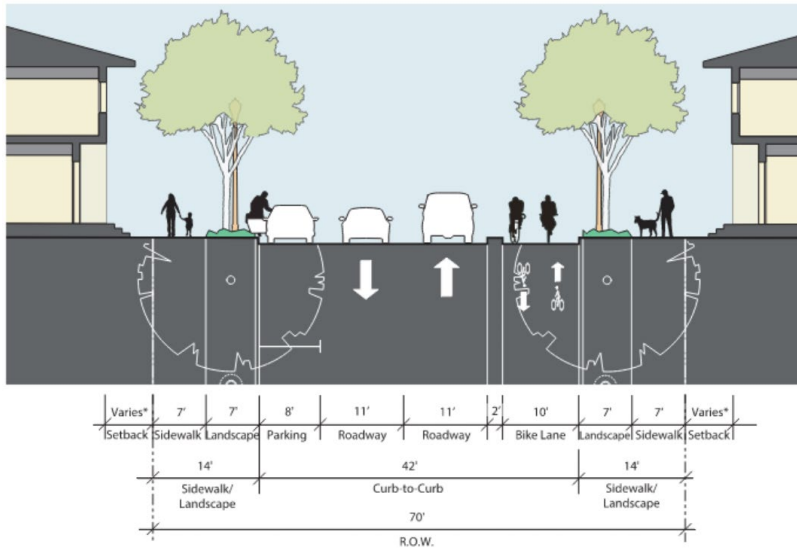 Varies* 7' 7' 8' 11' 11' 2' 10' 7' 7' Varies*
Setback Sidewalk Landscape Parking Roadway Roadway Bike Lane Landscape Sidewalk Setback
14' 42' 14'
Sidewalk/ Curb-to-Curb Sidewalk/
Landscape Landscape
70'
R.O.W.